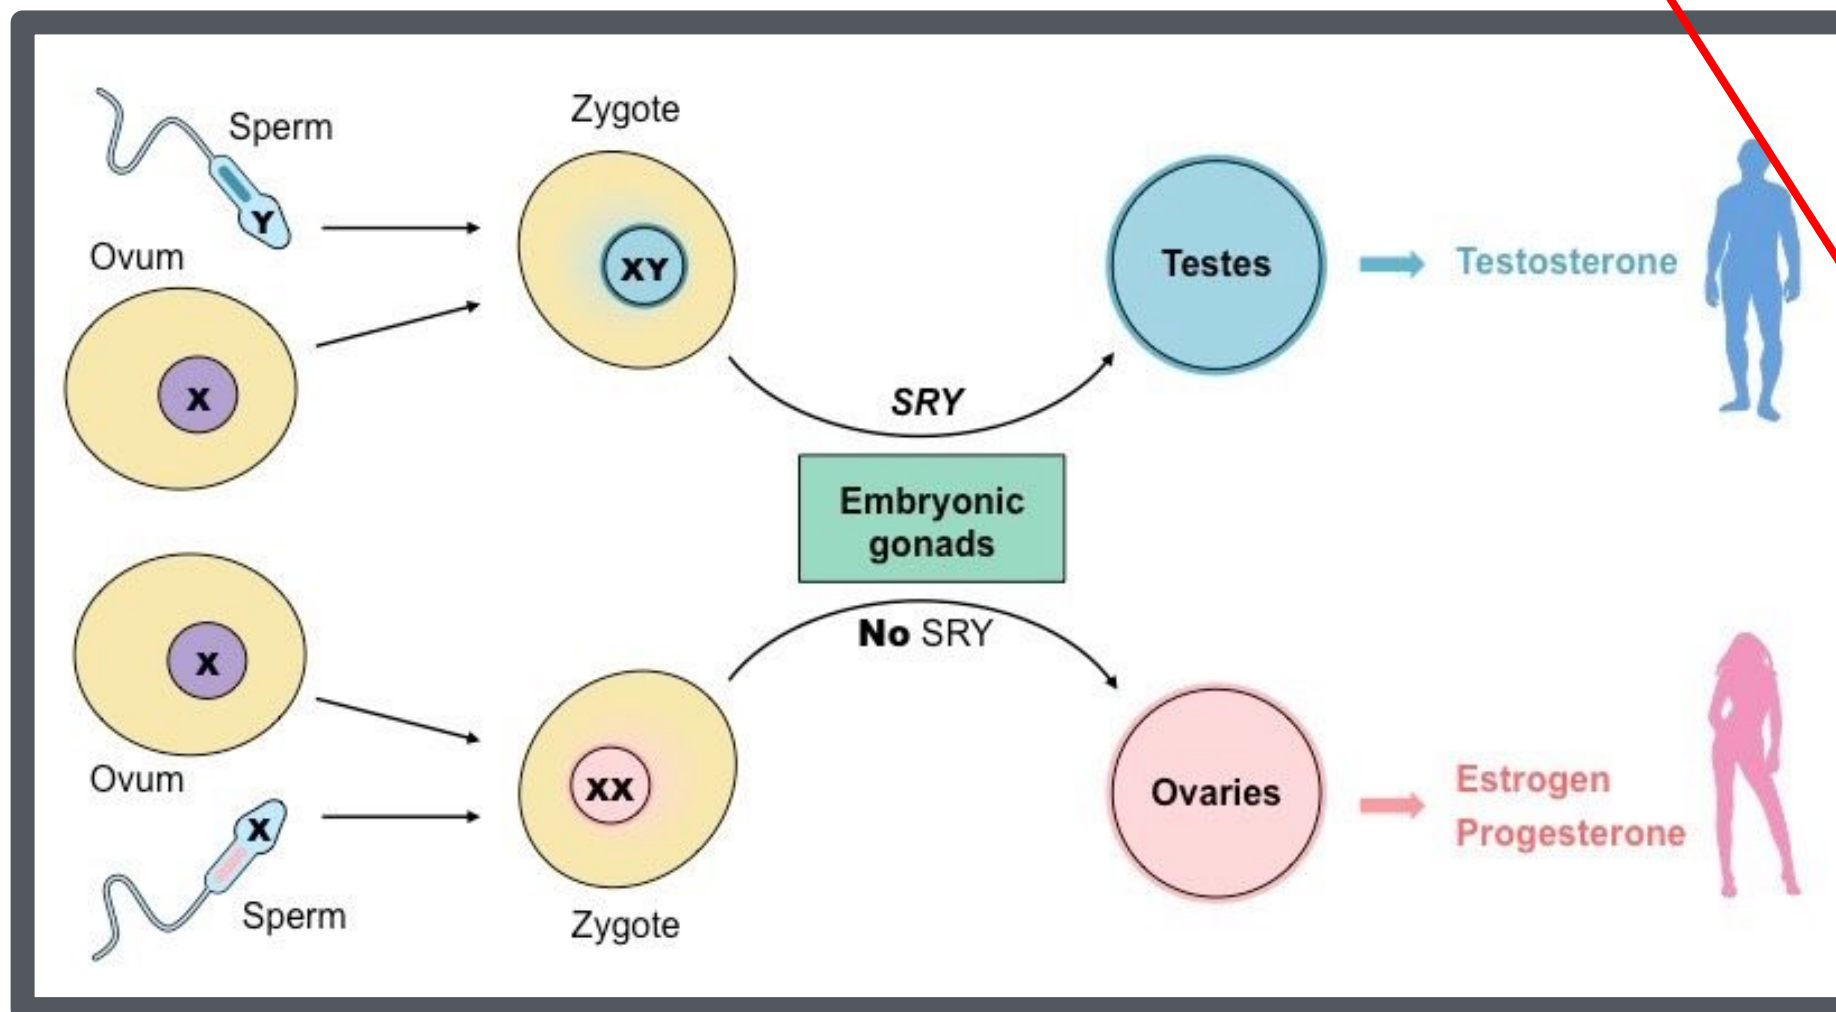 Sperm
Zygote
Y
Ovum
XY
Testes
Testosterone
X
SRY
Embryonic
gonads
No SRY
X
Ovum
XX
Ovaries
Estrogen
Progesterone
X
Sperm
Zygote